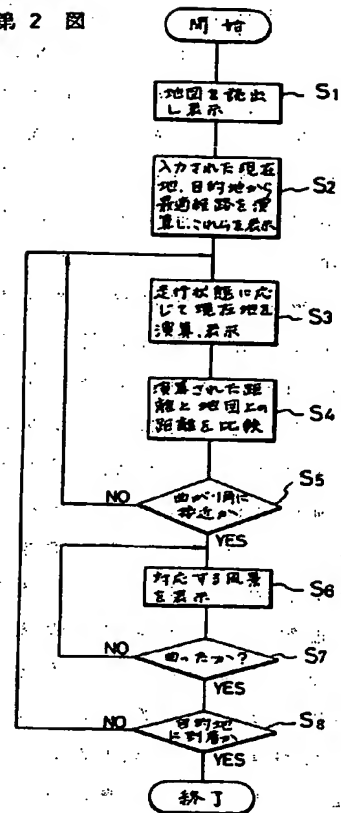 第 2 図
開始
地図を読出
し表示
S1
入力された現在
地、目的地から
最適経路を演
算し、これらを表示
S2
走行状態に応
じて現在地を
演算、表示
S3
演算された距
離と地図上の
距離を比較
S4
曲がり角に
接近か
S5
NO
YES
対応する風景
を表示
S6
曲ったか?
S7
NO
YES
目的地
に到着か
S8
NO
YES
終了